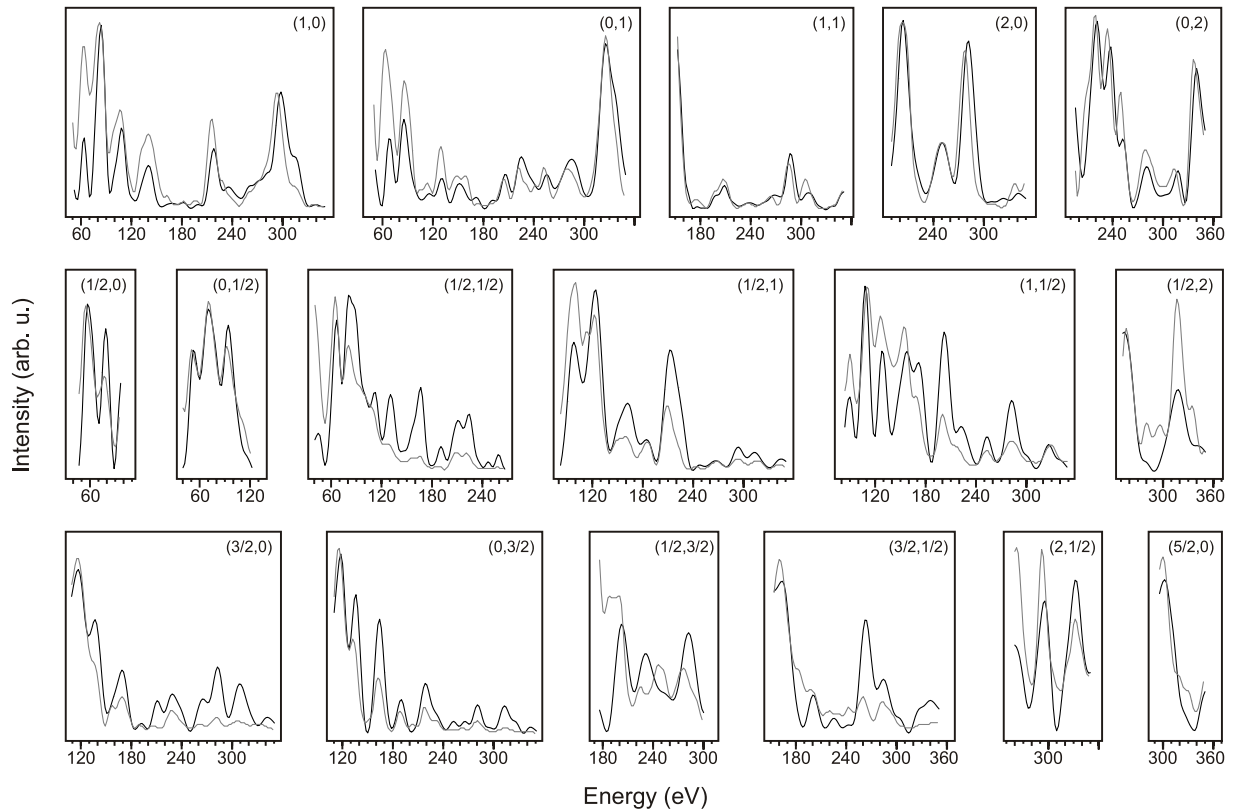 (1,0) (0,1) (1,1) (2,0) (0,2)
60 120 180 240 300 60 120 180 240 300 180 240 300 240 300 240 300 360
(1/2,0) (0,1/2) (1/2,1/2) (1/2,1) (1,1/2) (1/2,2)
60 60 120 60 120 180 240 120 180 240 300 120 180 240 300 300 360
Intensity (arb. u.)
(3/2,0) (0,3/2) (1/2,3/2) (3/2,1/2) (2,1/2) (5/2,0)
120 180 240 300 120 180 240 300 180 240 300 180 240 300 360 300 300 360
Energy (eV)